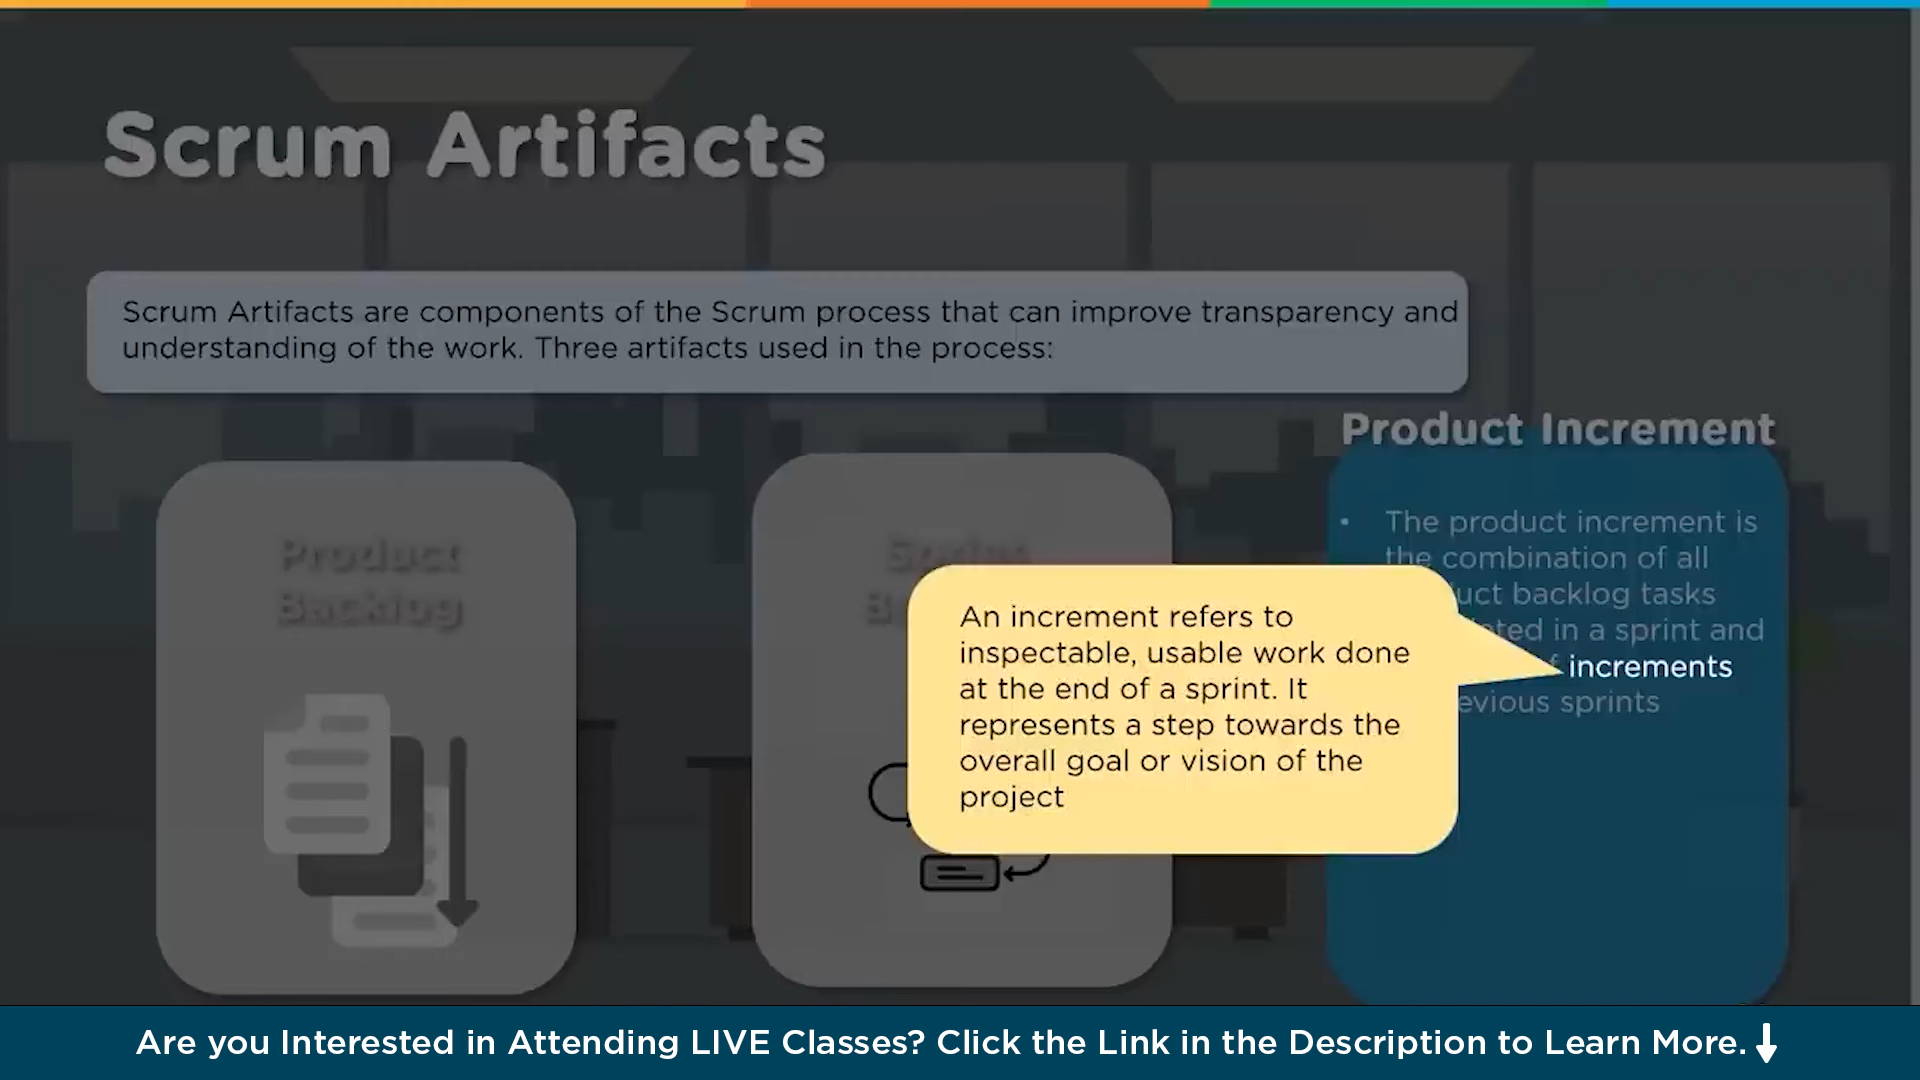 Scrum Artifacts
Scrum Artifacts are components of the Scrum process that can improve transparency and
understanding of the work. Three artifacts used in the process:
Product
Backlog
Sprint
Product Increment
• The product increment is
the combination of all
uct backlog tasks
eted in a sprint and
increments
evious sprints
An increment refers to
inspectable, usable work done
at the end of a sprint. It
represents a step towards the
overall goal or vision of the
project
Are you Interested in Attending LIVE Classes? Click the Link in the Description to Learn More.